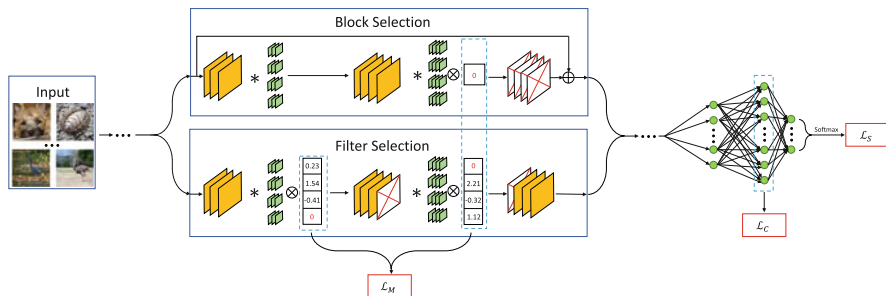 Block Selection
0
Input
Filter Selection
0.23
1.54
-0.41
0
0
2.21
-0.32
1.12
Softmax
ℒ_S
ℒ_C
ℒ_M